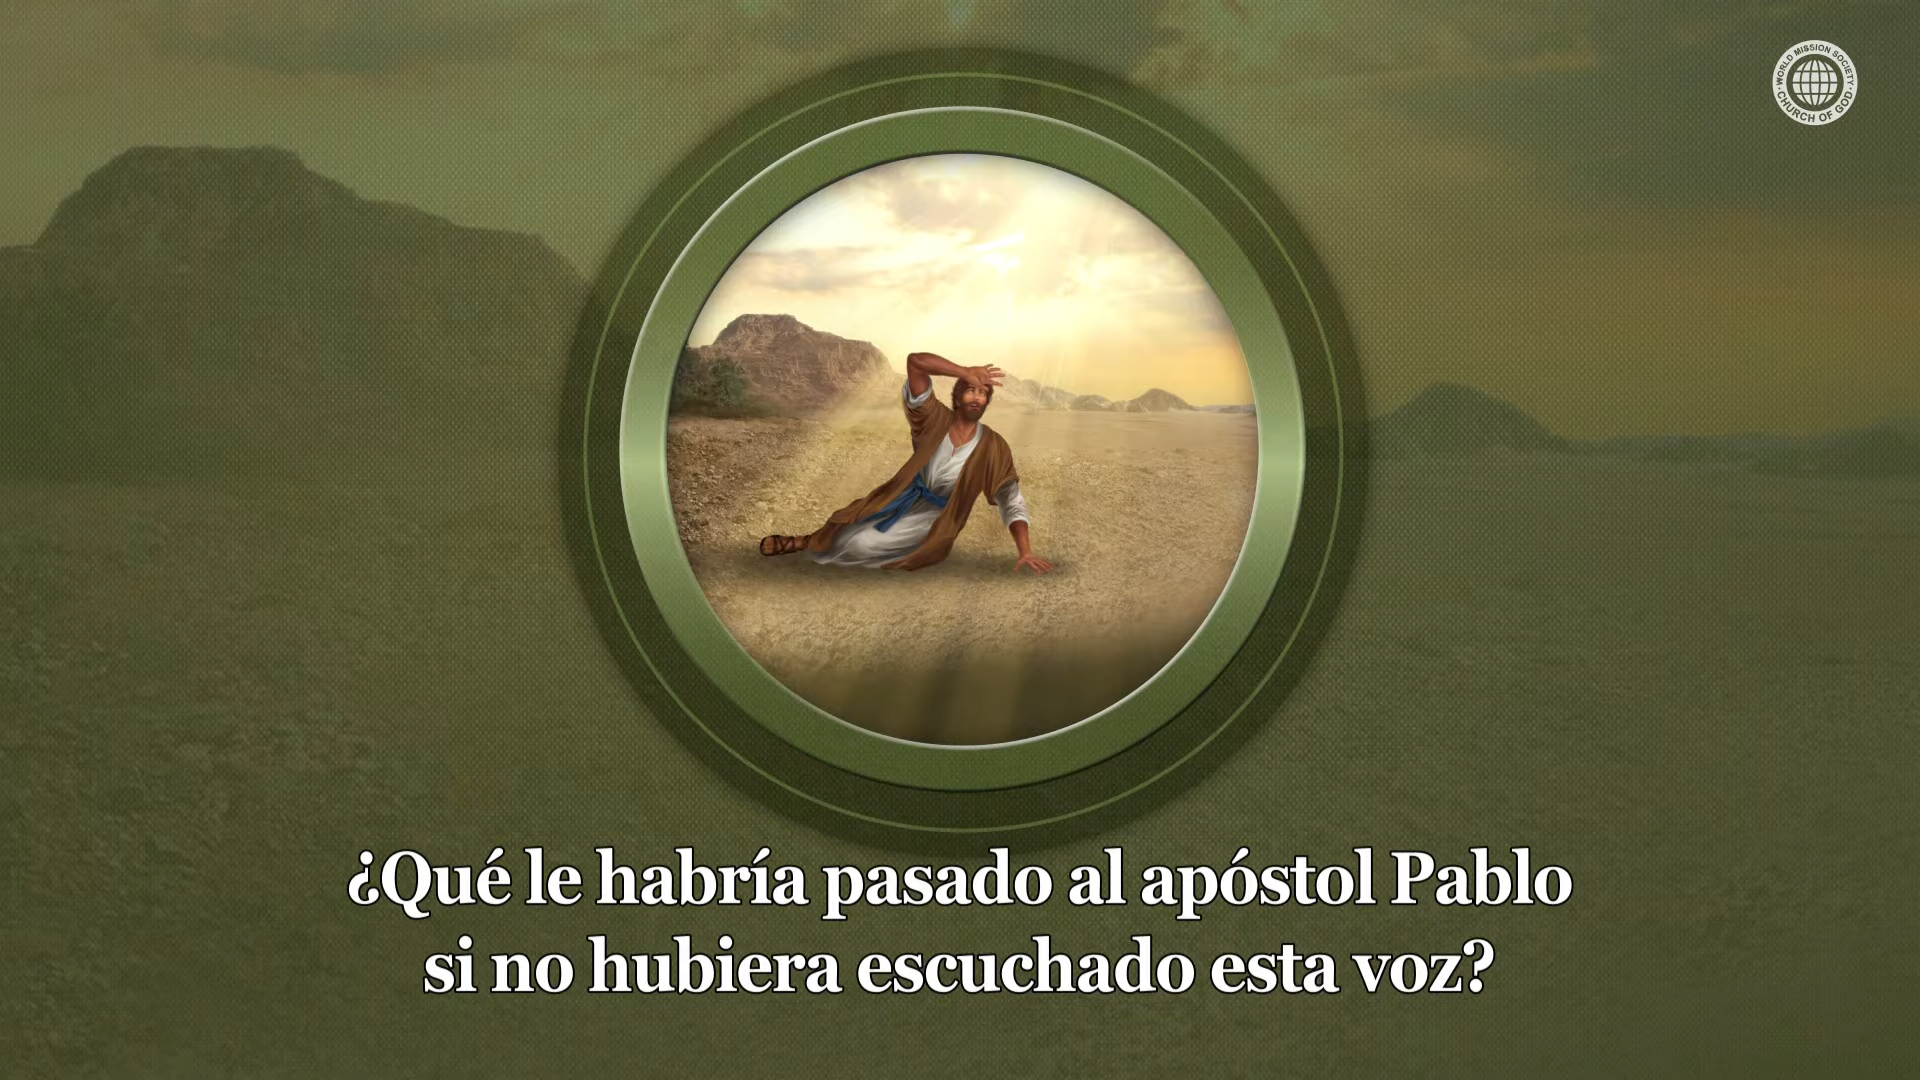 WORLD MISSION SOCIETY
CHURCH OF GOD
¿Qué le habría pasado al apóstol Pablo
si no hubiera escuchado esta voz?